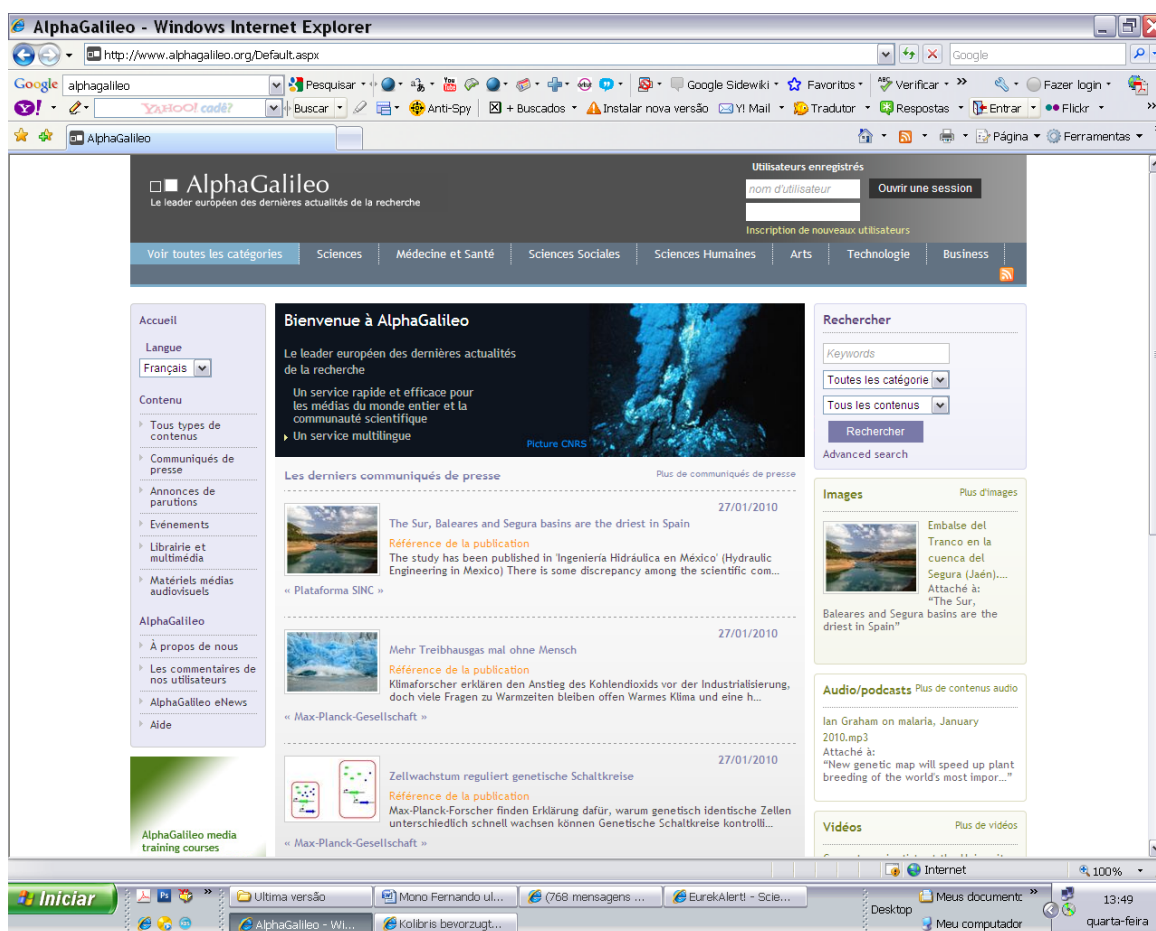 AlphaGalileo - Windows Internet Explorer
http://www.alphagalileo.org/Default.aspx
Google
Google alphagalileo Pesquisar Google Sidewiki Favoritos Verificar Fazer login
YAHOO! cadê? Buscar Anti-Spy + Buscados Instalar nova versão Y! Mail Tradutor Respostas Entrar Flickr
AlphaGalileo Página Ferramentas
AlphaGalileo
Le leader européen des dernières actualités de la recherche
Utilisateurs enregistrés
nom d'utilisateur Ouvrir une session
Inscription de nouveaux utilisateurs
Voir toutes les catégories Sciences Médecine et Santé Sciences Sociales Sciences Humaines Arts Technologie Business
Accueil
Langue
Français
Contenu
Tous types de
contenus
Communiqués de
presse
Annonces de
parutions
Evénements
Librairie et
multimédia
Matériels médias
audiovisuels
AlphaGalileo
À propos de nous
Les commentaires de
nos utilisateurs
AlphaGalileo eNews
Aide
AlphaGalileo media
training courses
Bienvenue à AlphaGalileo
Le leader européen des dernières actualités
de la recherche
Un service rapide et efficace pour
les médias du monde entier et la
communauté scientifique
Un service multilingue
Picture CNRS
Les derniers communiqués de presse Plus de communiqués de presse
27/01/2010
The Sur, Baleares and Segura basins are the driest in Spain
Référence de la publication
The study has been published in 'Ingeniería Hidráulica en México' (Hydraulic
Engineering in Mexico) There is some discrepancy among the scientific com...
« Plataforma SINC »
27/01/2010
Mehr Treibhausgas mal ohne Mensch
Référence de la publication
Klimaforscher erklären den Anstieg des Kohlendioxids vor der Industrialisierung,
doch viele Fragen zu Warmzeiten bleiben offen Warmes Klima und eine h...
« Max-Planck-Gesellschaft »
27/01/2010
Zellwachstum reguliert genetische Schaltkreise
Référence de la publication
Max-Planck-Forscher finden Erklärung dafür, warum genetisch identische Zellen
unterschiedlich schnell wachsen können Genetische Schaltkreise kontrolli...
« Max-Planck-Gesellschaft »
Rechercher
Keywords
Toutes les catégorie
Tous les contenus
Rechercher
Advanced search
Images Plus d'images
Embalse del
Tranco en la
cuenca del
Segura (Jaén)....
Attaché à:
"The Sur,
Baleares and Segura basins are the
driest in Spain"
Audio/podcasts Plus de contenus audio
Ian Graham on malaria, January
2010.mp3
Attaché à:
"New genetic map will speed up plant
breeding of the world's most impor..."
Vidéos Plus de vidéos
Internet 100%
Iniciar Ultima versão Mono Fernando ul... (768 mensagens ... EurekAlert! - Scie... Meus documentc
AlphaGalileo - Wi... Kolibris bevorzugt... Desktop Meu computador
13:49
quarta-feira